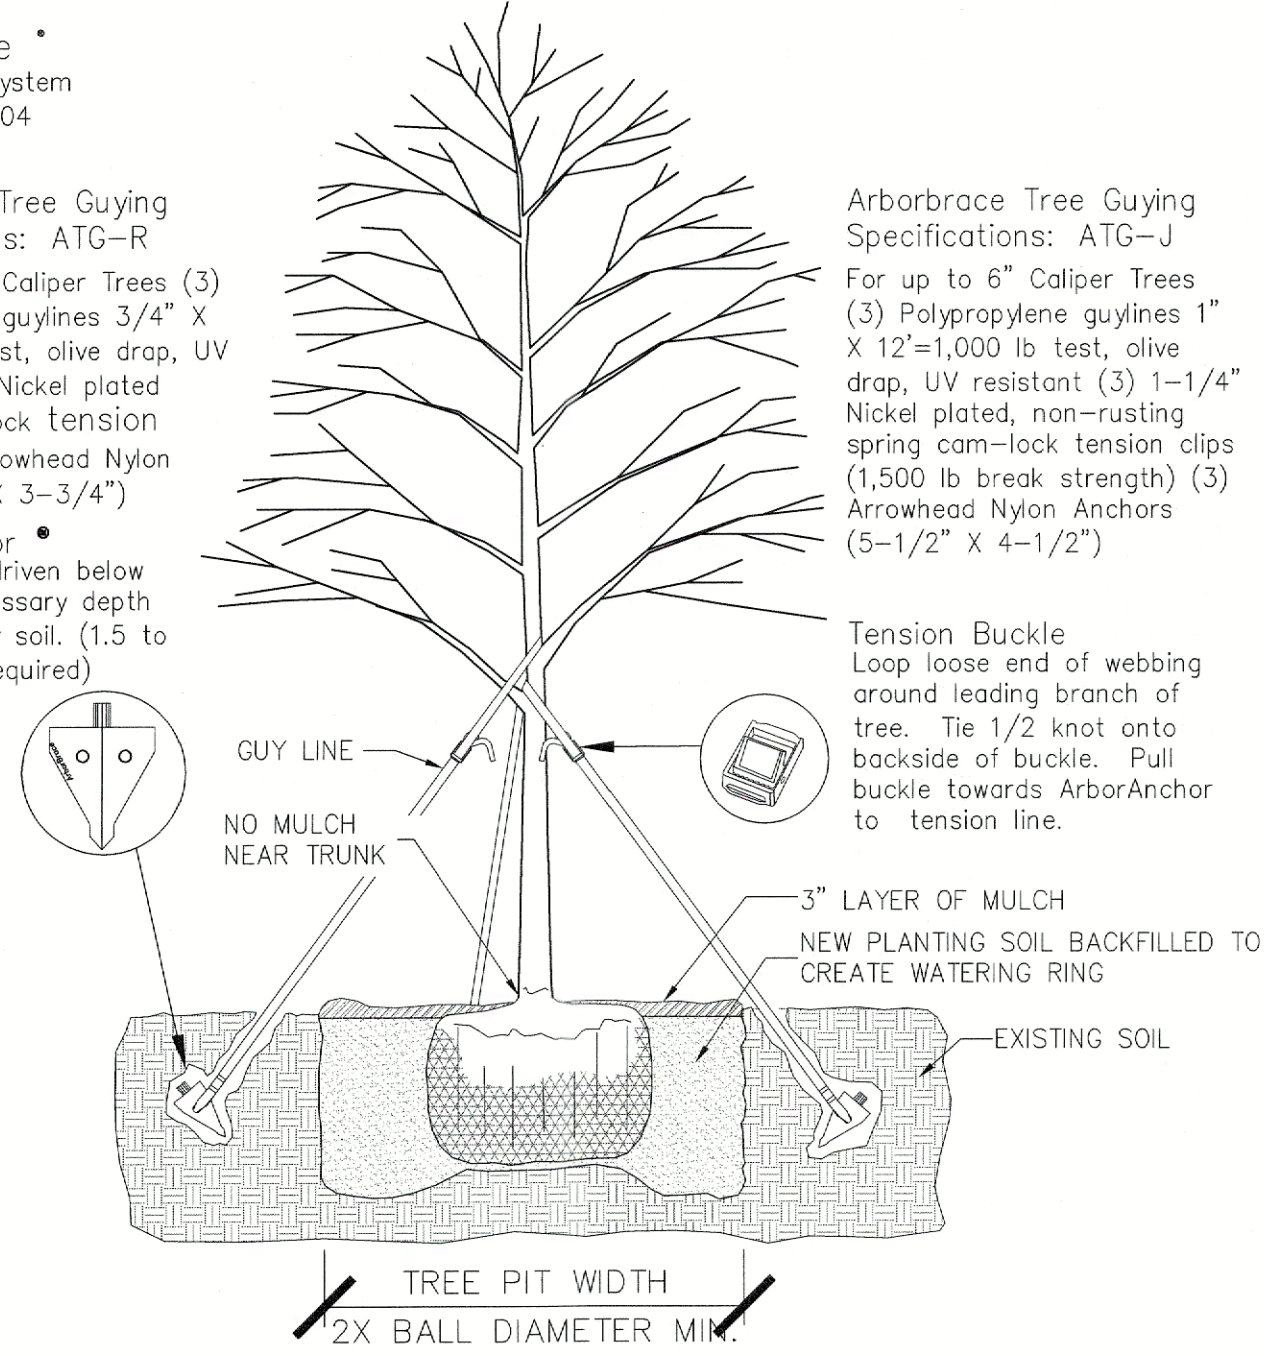 e ®
ystem
04
Tree Guying
s: ATG-R
Caliper Trees (3)
guylines 3/4" X
st, olive drap, UV
Nickel plated
ock tension
owhead Nylon
X 3-3/4")
or ®
driven below
ssary depth
soil. (1.5 to
equired)
ArborBrace
GUY LINE
NO MULCH
NEAR TRUNK
Arborbrace Tree Guying
Specifications: ATG-J
For up to 6" Caliper Trees
(3) Polypropylene guylines 1"
X 12'=1,000 lb test, olive
drap, UV resistant (3) 1-1/4"
Nickel plated, non-rusting
spring cam-lock tension clips
(1,500 lb break strength) (3)
Arrowhead Nylon Anchors
(5-1/2" X 4-1/2")
Tension Buckle
Loop loose end of webbing
around leading branch of
tree. Tie 1/2 knot onto
backside of buckle. Pull
buckle towards ArborAnchor
to tension line.
3" LAYER OF MULCH
NEW PLANTING SOIL BACKFILLED TO
CREATE WATERING RING
EXISTING SOIL
TREE PIT WIDTH
2X BALL DIAMETER MIN.